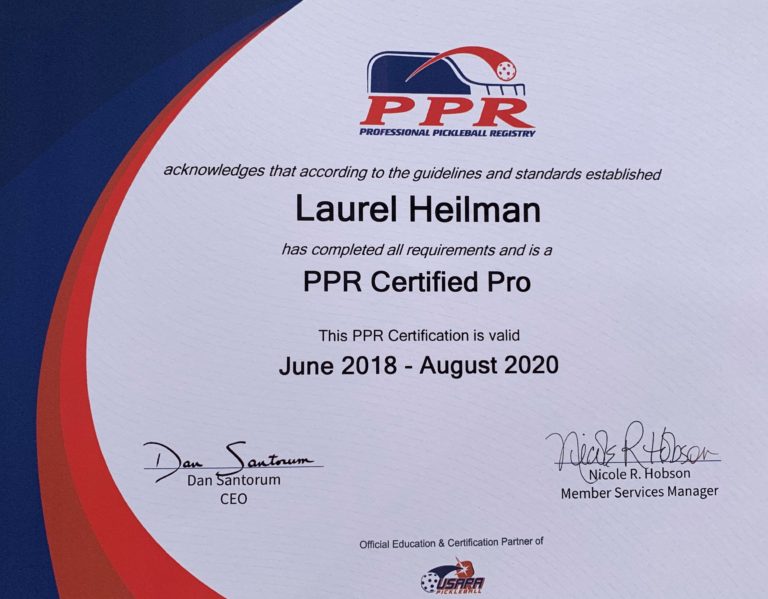 PPR
PROFESSIONAL PICKLEBALL REGISTRY
acknowledges that according to the guidelines and standards established
Laurel Heilman
has completed all requirements and is a
PPR Certified Pro
This PPR Certification is valid
June 2018 - August 2020
Dan Santorum
Nicole R Hobson
Dan Santorum
Nicole R. Hobson
CEO
Member Services Manager
Official Education & Certification Partner of
USAPA
PICKLEBALL